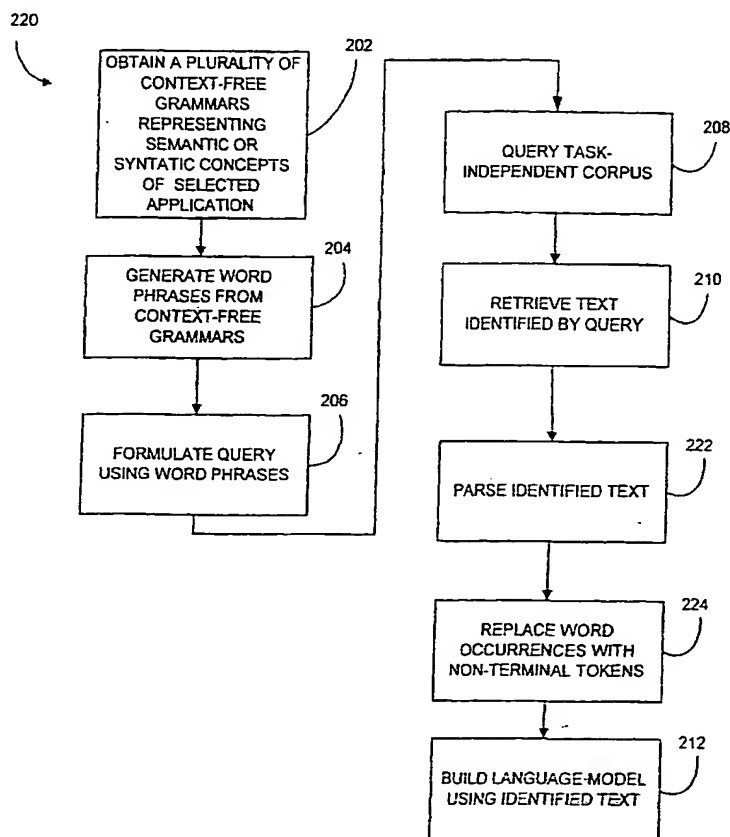 220
202
OBTAIN A PLURALITY OF
CONTEXT-FREE
GRAMMARS
REPRESENTING
SEMANTIC OR
SYNTATIC CONCEPTS
OF SELECTED
APPLICATION
204
GENERATE WORD
PHRASES FROM
CONTEXT-FREE
GRAMMARS
206
FORMULATE QUERY
USING WORD PHRASES
208
QUERY TASK-
INDEPENDENT CORPUS
210
RETRIEVE TEXT
IDENTIFIED BY QUERY
222
PARSE IDENTIFIED TEXT
224
REPLACE WORD
OCCURRENCES WITH
NON-TERMINAL TOKENS
212
BUILD LANGUAGE-MODEL
USING IDENTIFIED TEXT